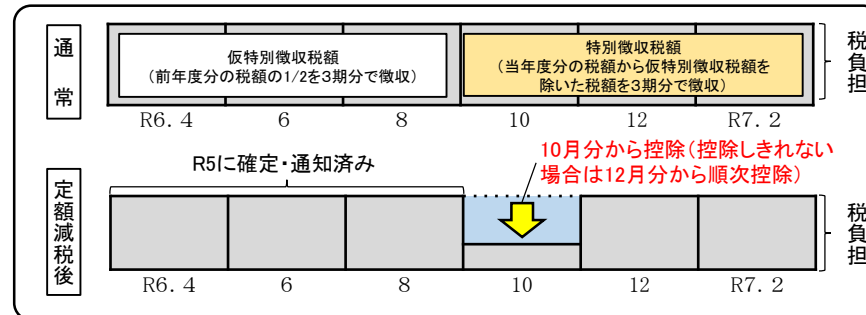 通常
仮特別徴収税額
(前年度分の税額の1/2を3期分で徴収)
特別徴収税額
(当年度分の税額から仮特別徴収税額を
除いた税額を3期分で徴収)
税負担
R6.4 6 8 10 12 R7.2
R5に確定・通知済み
10月分から控除(控除しきれない
場合は12月分から順次控除)
定額減税後
税負担
R6.4 6 8 10 12 R7.2